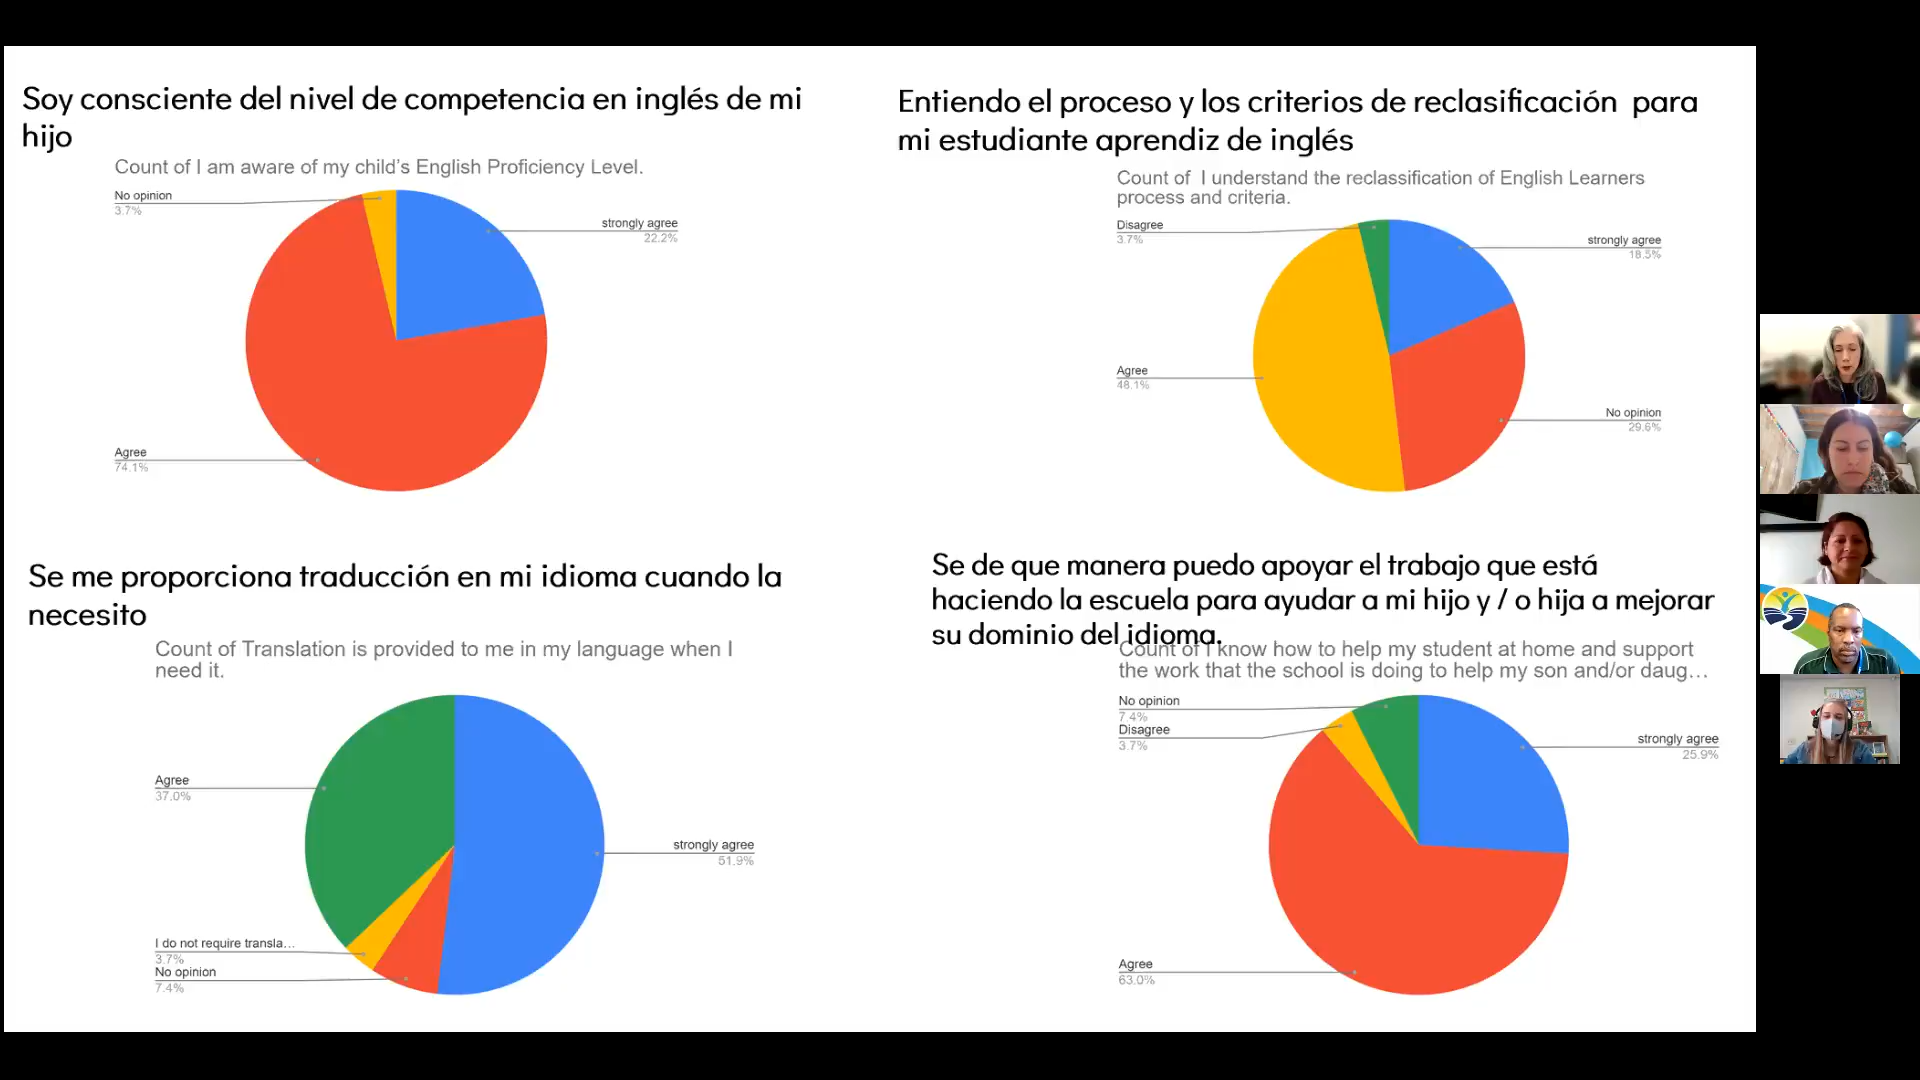 Soy consciente del nivel de competencia en inglés de mi
hijo
Count of I am aware of my child's English Proficiency Level.
No opinion
3.7%
strongly agree
22.2%
Agree
74.1%
Entiendo el proceso y los criterios de reclasificación para
mi estudiante aprendiz de inglés
Count of I understand the reclassification of English Learners
process and criteria.
Disagree
3.7%
strongly agree
18.5%
Agree
48.1%
No opinion
29.6%
Se me proporciona traducción en mi idioma cuando la
necesito
Count of Translation is provided to me in my language when I
need it.
Agree
37.0%
strongly agree
51.9%
I do not require transla...
3.7%
No opinion
7.4%
Se de que manera puedo apoyar el trabajo que está
haciendo la escuela para ayudar a mi hijo y / o hija a mejorar
su dominio del idioma.
Count of I know how to help my student at home and support
the work that the school is doing to help my son and/or daug...
No opinion
7.4%
Disagree
3.7%
strongly agree
25.9%
Agree
63.0%